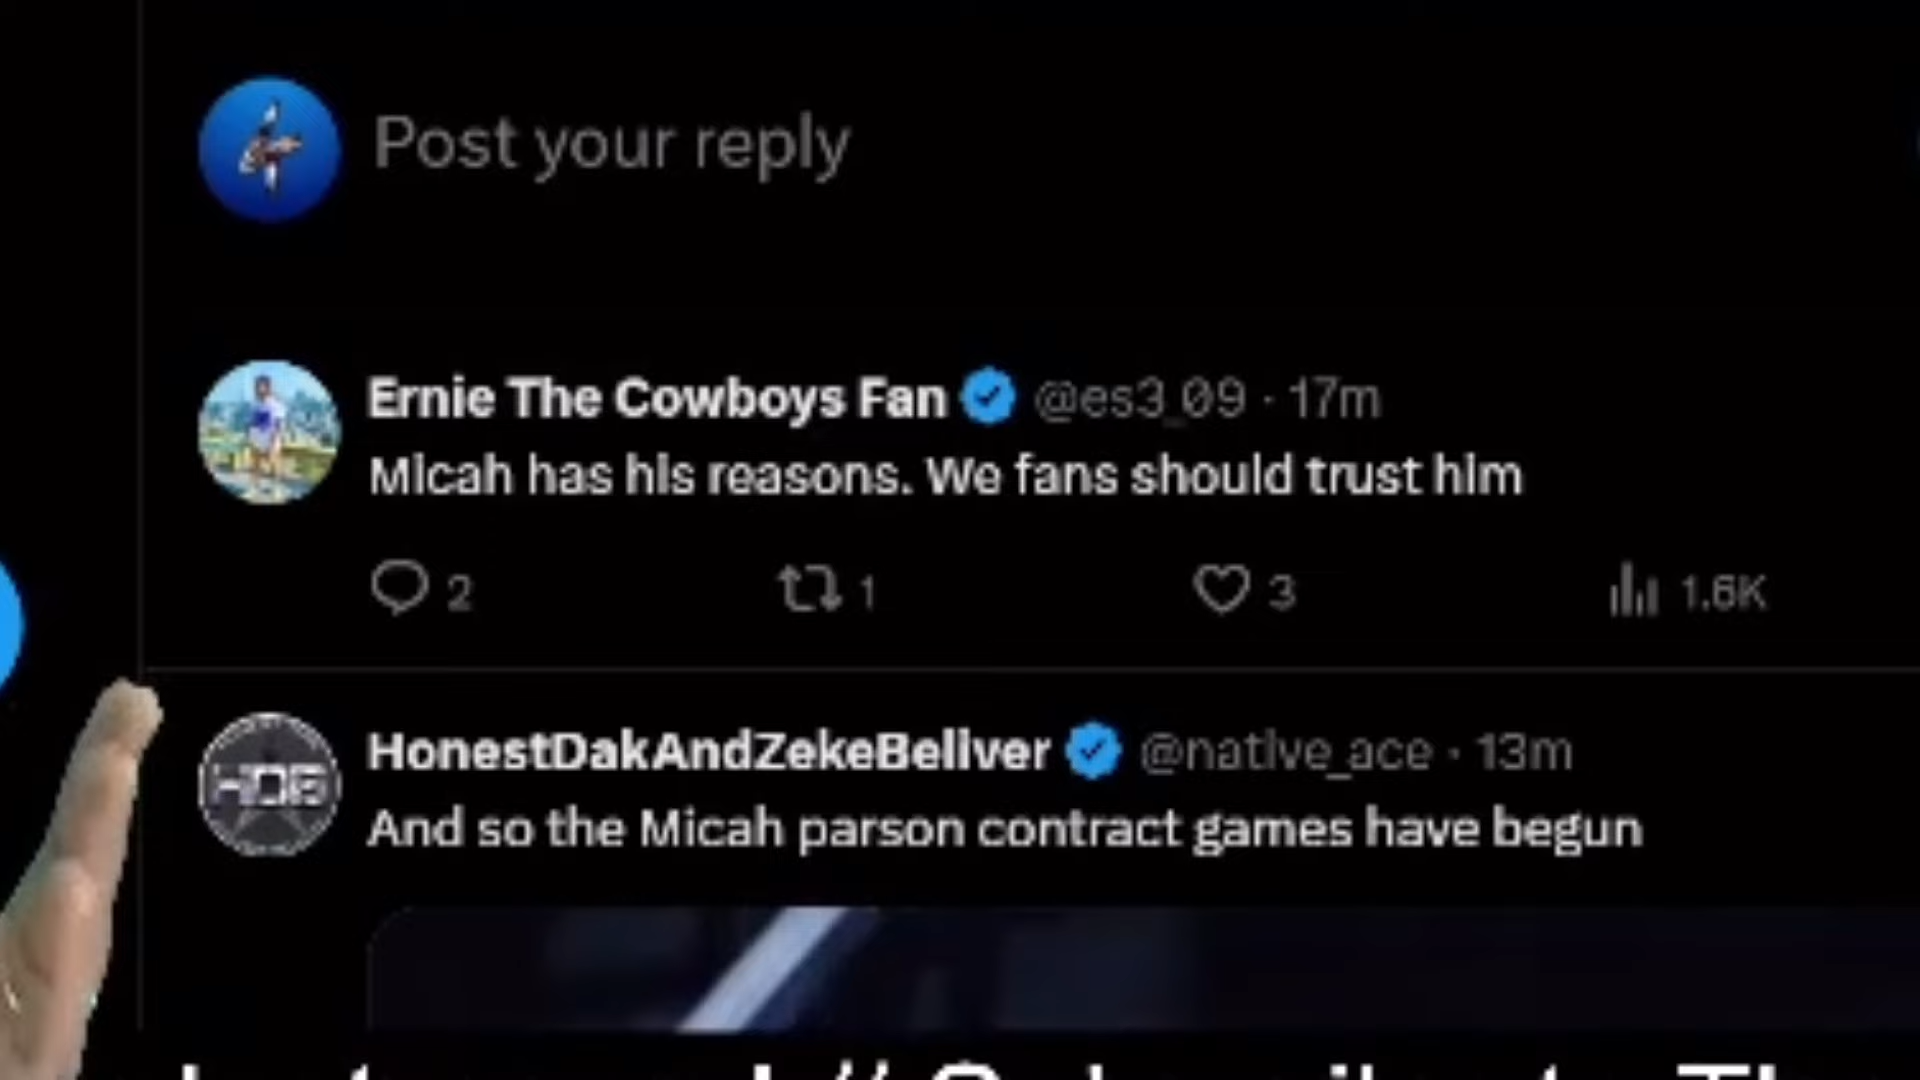 Post your reply
Ernie The Cowboys Fan @es3_09 · 17m
Micah has his reasons. We fans should trust him
2 1 3 1.6K
HonestDakAndZekeBeliver @native_ace · 13m
And so the Micah parson contract games have begun
HDB